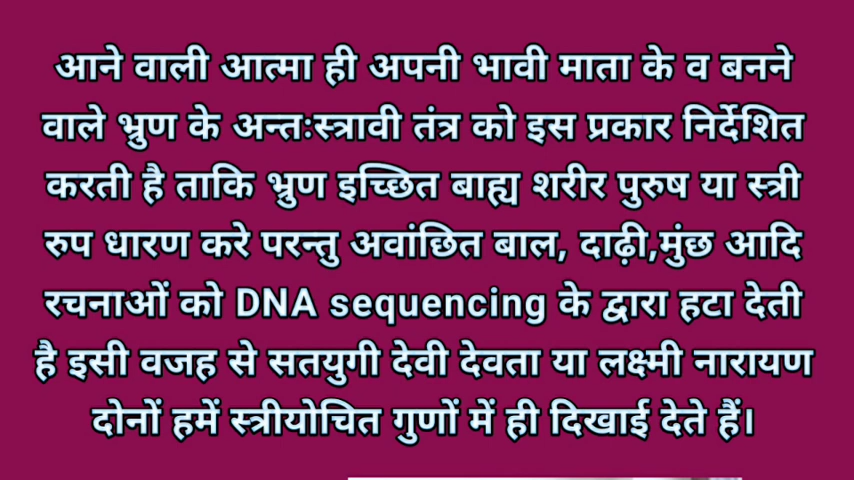 आने वाली आत्मा ही अपनी भावी माता के व बनने
वाले भ्रुण के अन्तःस्त्रावी तंत्र को इस प्रकार निर्देशित
करती है ताकि भ्रुण इच्छित बाह्य शरीर पुरुष या स्त्री
रुप धारण करे परन्तु अवांछित बाल, दाढ़ी,मुंछ आदि
रचनाओं को DNA sequencing के द्वारा हटा देती
है इसी वजह से सतयुगी देवी देवता या लक्ष्मी नारायण
दोनों हमें स्त्रीयोचित गुणों में ही दिखाई देते हैं।